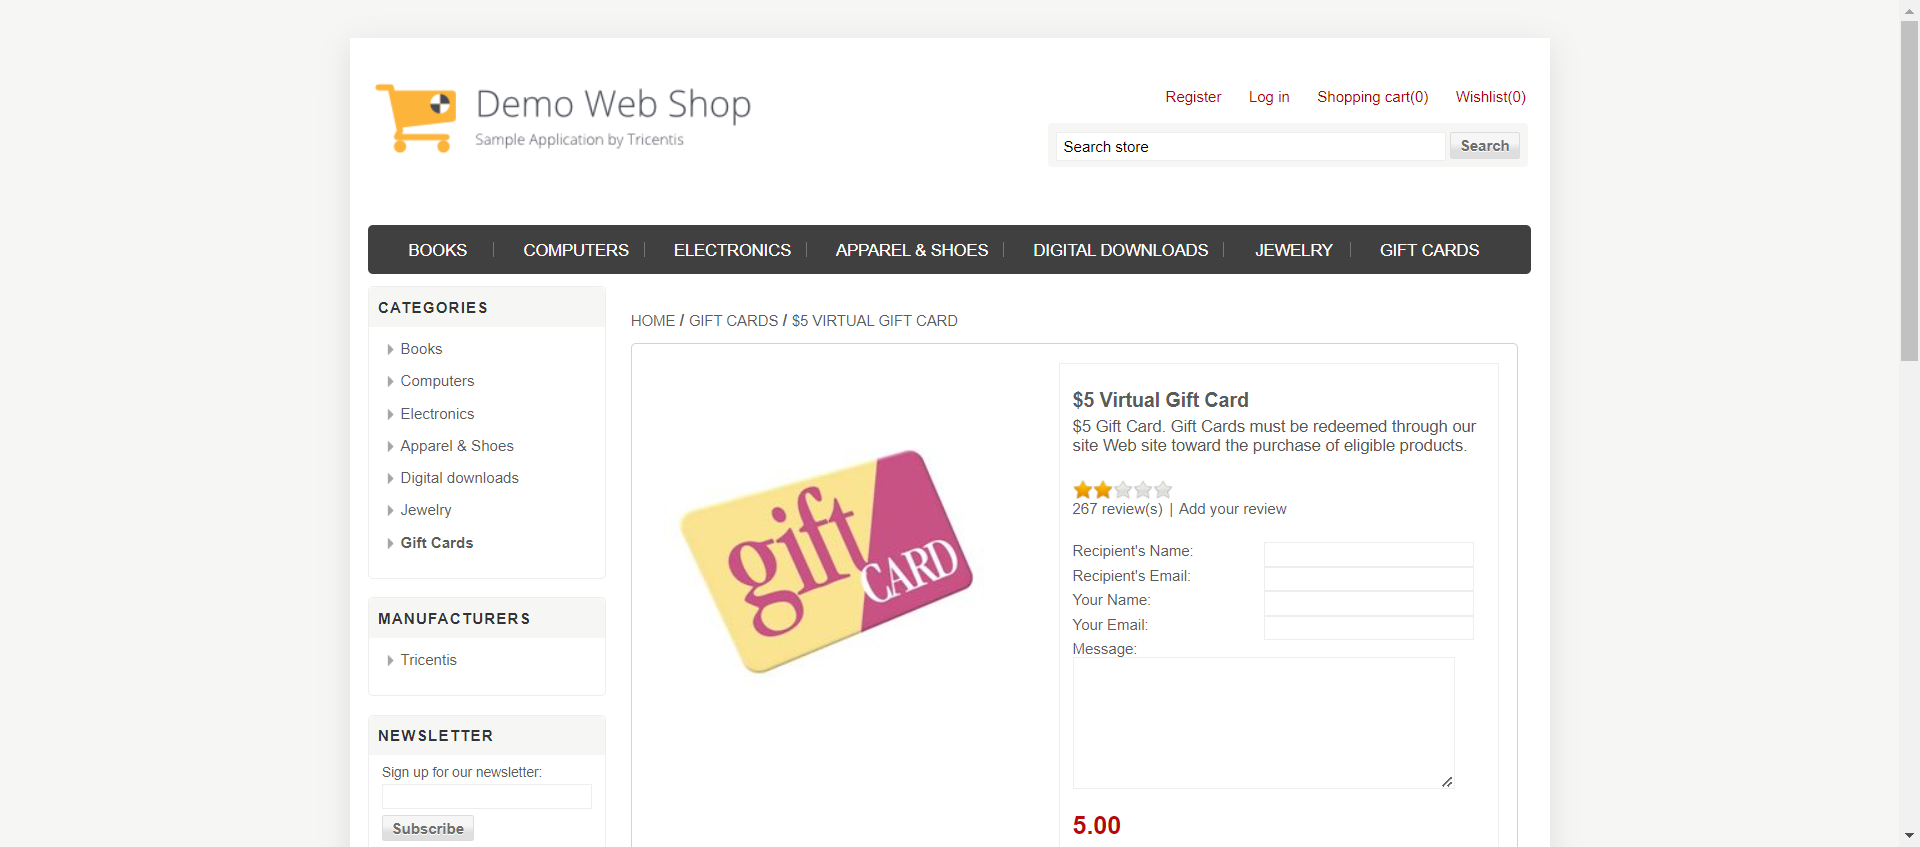 Demo Web Shop
Sample Application by Tricentis
Register Log in Shopping cart(0) Wishlist(0)
Search store Search
BOOKS COMPUTERS ELECTRONICS APPAREL & SHOES DIGITAL DOWNLOADS JEWELRY GIFT CARDS
CATEGORIES
Books
Computers
Electronics
Apparel & Shoes
Digital downloads
Jewelry
Gift Cards
MANUFACTURERS
Tricentis
NEWSLETTER
Sign up for our newsletter:
Subscribe
HOME / GIFT CARDS / $5 VIRTUAL GIFT CARD
gift
CARD
$5 Virtual Gift Card
$5 Gift Card. Gift Cards must be redeemed through our
site Web site toward the purchase of eligible products.
267 review(s) | Add your review
Recipient's Name:
Recipient's Email:
Your Name:
Your Email:
Message:
5.00